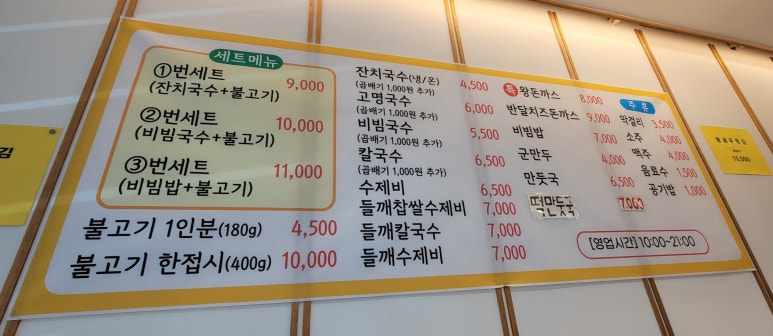 세트메뉴
①번세트 9,000
(잔치국수+불고기)
②번세트 10,000
(비빔국수+불고기)
③번세트 11,000
(비빔밥+불고기)
불고기 1인분(180g) 4,500
불고기 한접시(400g) 10,000
잔치국수(냉/온) 4,500
(곱배기 1,000원 추가)
고명국수 6,000
(곱배기 1,000원 추가)
비빔국수 5,500
(곱배기 1,000원 추가)
칼국수 6,500
(곱배기 1,000원 추가)
수제비 6,500
들깨찹쌀수제비 7,000
들깨칼국수 7,000
들깨수제비 7,000
특 왕돈까스 8,000
반달치즈돈까스 9,000
비빔밥 5,000
군만두 4,000
만둣국 6,500
떡만둣국 7,000
주류
막걸리 3,500
소주 4,000
맥주 4,000
음료수 1,500
공기밥 1,000
[영업시간]10:00~21:00
김
10,000